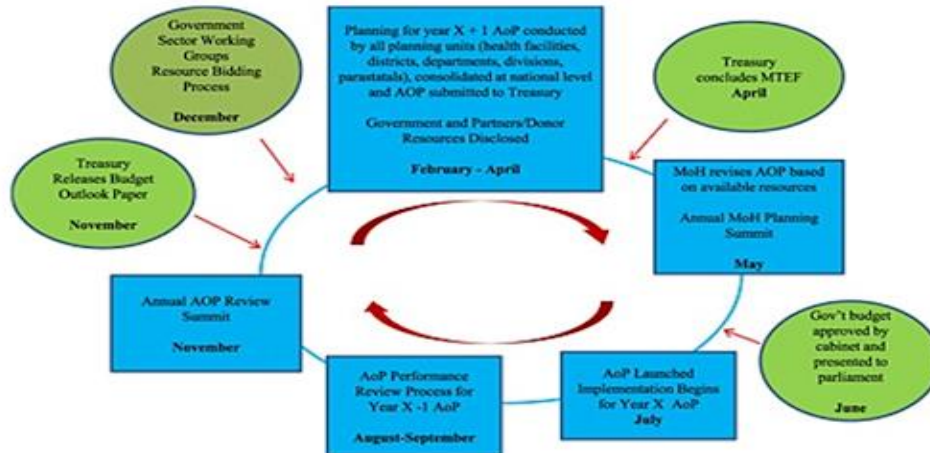 Government
Sector Working
Groups
Resource Bidding
Process
December
Planning for year X + 1 AoP conducted
by all planning units (health facilities,
districts, departments, divisions,
parastatals), consolidated at national level
and AOP submitted to Treasury
Government and Partners/Donor
Resources Disclosed
February - April
Treasury
concludes MTEF
April
Treasury
Releases Budget
Outlook Paper
November
MoH revises AOP based
on available resources
Annual MoH Planning
Summit
May
Annual AOP Review
Summit
November
Gov't budget
approved by
cabinet and
presented to
parliament
June
AoP Performance
Review Process for
Year X -1 AoP
August-September
AoP Launched
Implementation Begins
for Year X AoP
July